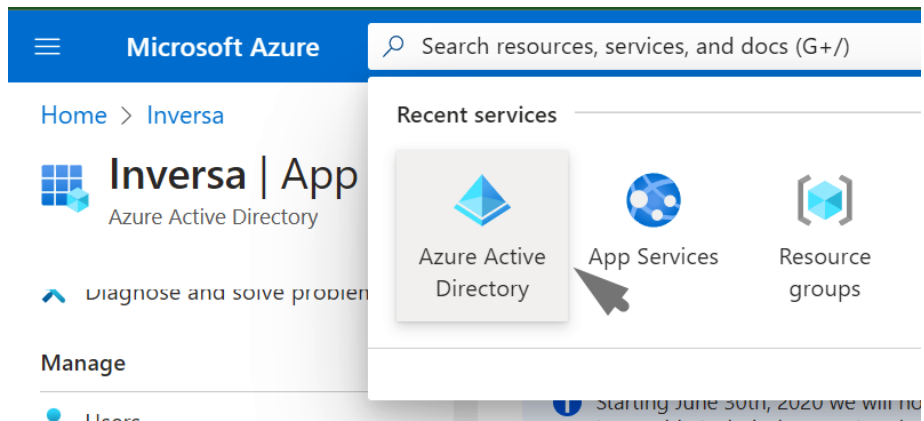 Microsoft Azure
Search resources, services, and docs (G+/)
Home > Inversa
Recent services
Inversa | App
Azure Active Directory
Azure Active
Directory
App Services
Resource
groups
Diagnose and solve problem
Manage
Users
Starting June 30th, 2020 we will no